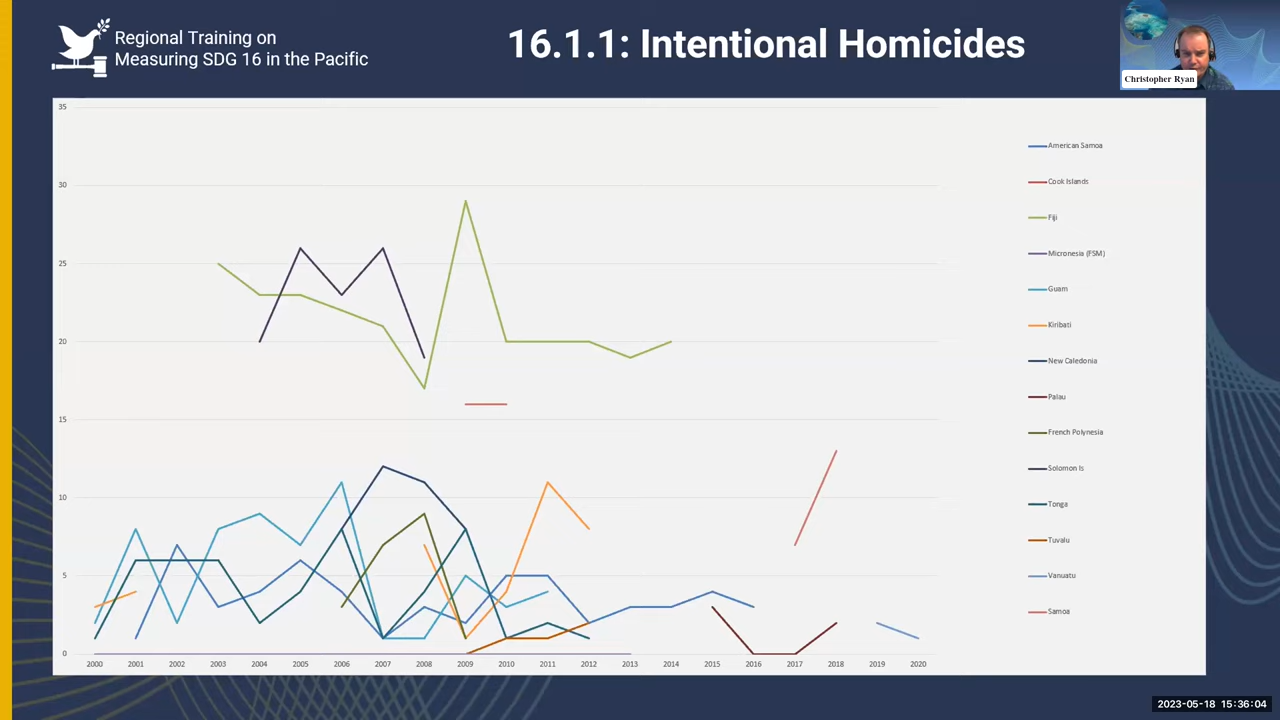 Regional Training on
Measuring SDG 16 in the Pacific
16.1.1: Intentional Homicides
Christopher Ryan
35
30
25
20
15
10
5
0
2000 2001 2002 2003 2004 2005 2006 2007 2008 2009 2010 2011 2012 2013 2014 2015 2016 2017 2018 2019 2020
American Samoa
Cook Islands
Fiji
Micronesia (FSM)
Guam
Kiribati
New Caledonia
Palau
French Polynesia
Solomon Is
Tonga
Tuvalu
Vanuatu
Samoa
2023-05-18 15:36:04